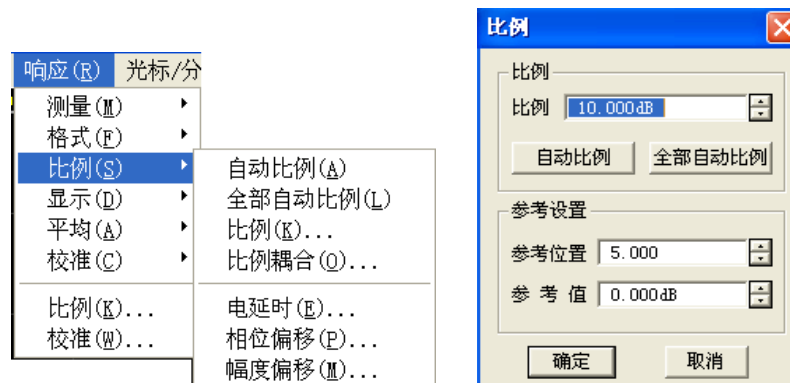 响应(R) 光标/分
测量(M)
格式(F)
比例(S)
显示(D)
平均(A)
校准(C)
比例(K)...
校准(W)...
自动比例(A)
全部自动比例(L)
比例(K)...
比例耦合(O)...
电延时(E)...
相位偏移(P)...
幅度偏移(M)...
比例
比例
比例 10.000dB
自动比例 全部自动比例
参考设置
参考位置 5.000
参 考 值 0.000dB
确定 取消